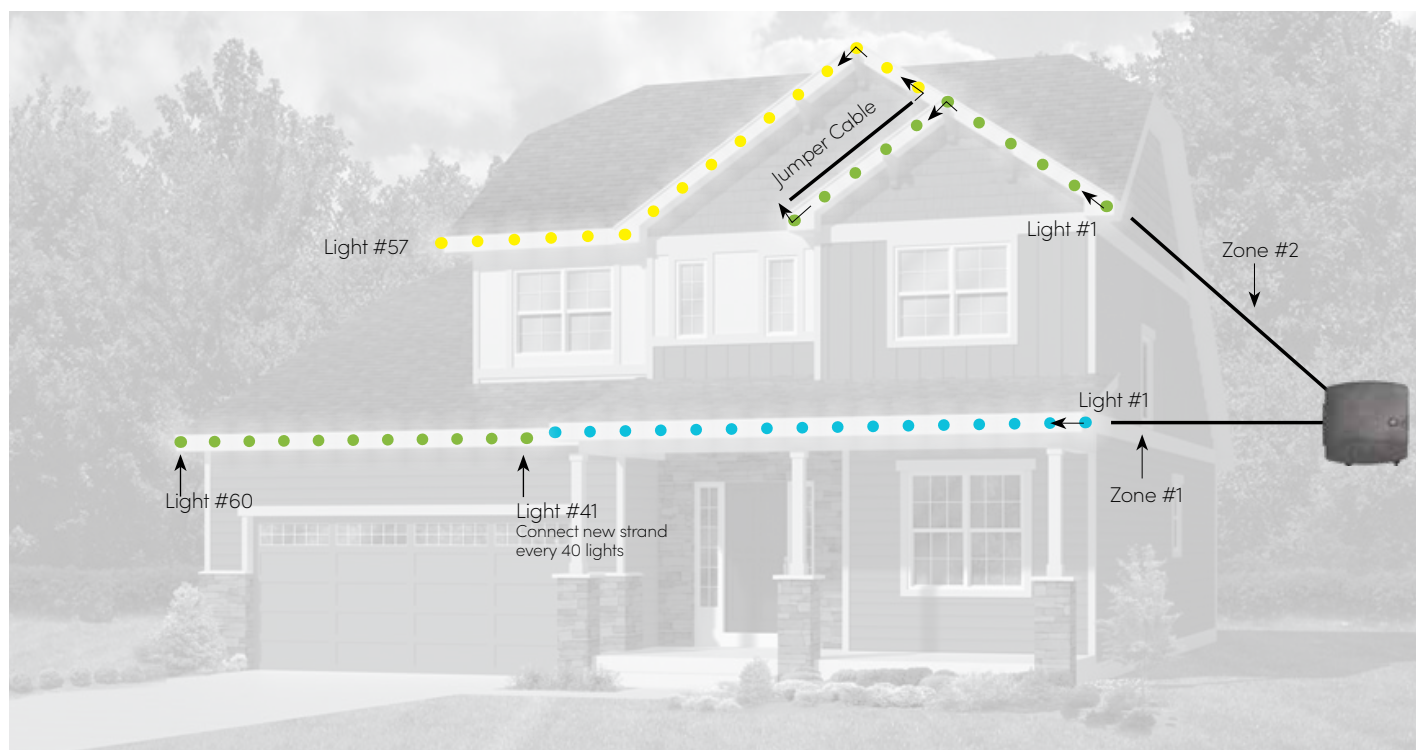 Jumper Cable
Light #1
Zone #2
Light #57
Light #1
Zone #1
Light #60
Light #41
Connect new strand
every 40 lights